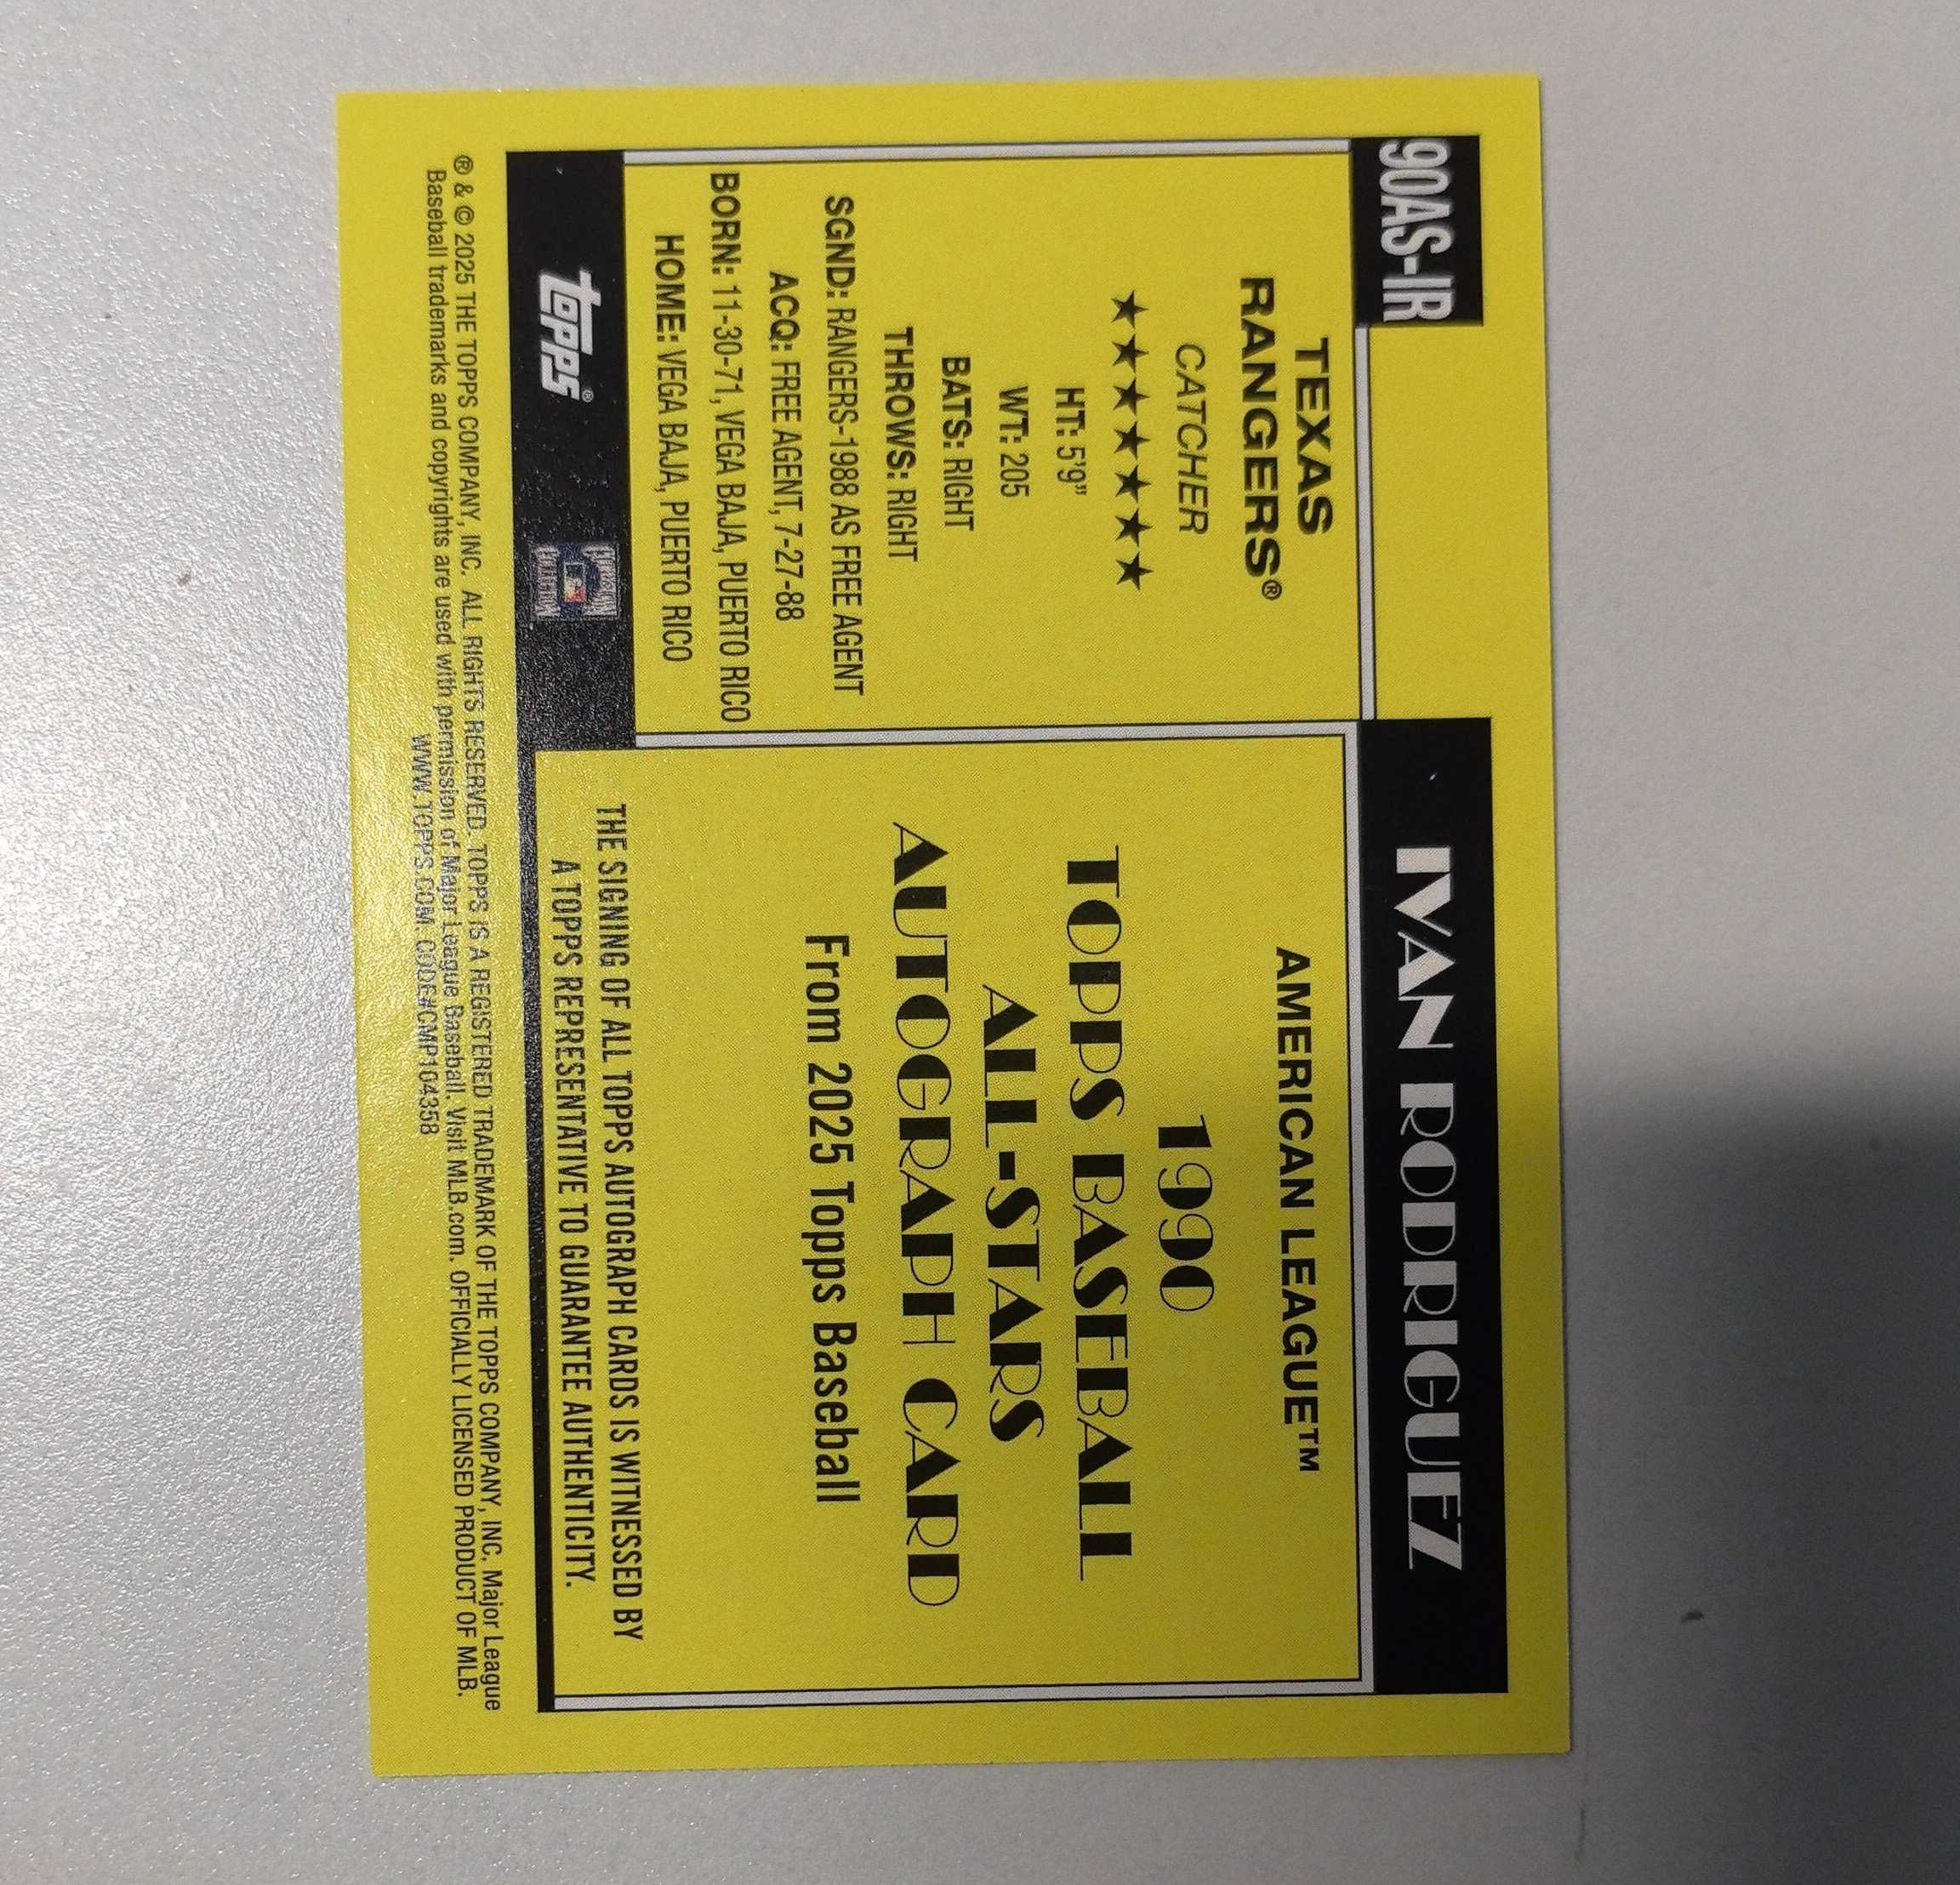 90AS-IR
IVAN RODRIGUEZ
TEXAS
RANGERS®
CATCHER
★★★★★★★
HT: 5'9"
WT: 205
BATS: RIGHT
THROWS: RIGHT
SGND: RANGERS-1988 AS FREE AGENT
ACQ: FREE AGENT, 7-27-88
BORN: 11-30-71, VEGA BAJA, PUERTO RICO
HOME: VEGA BAJA, PUERTO RICO
topps®
AMERICAN LEAGUE™
1990
TOPPS BASEBALL
ALL-STARS
AUTOGRAPH CARD
From 2025 Topps Baseball
THE SIGNING OF ALL TOPPS AUTOGRAPH CARDS IS WITNESSED BY
A TOPPS REPRESENTATIVE TO GUARANTEE AUTHENTICITY.
® & © 2025 THE TOPPS COMPANY, INC. ALL RIGHTS RESERVED. TOPPS IS A REGISTERED TRADEMARK OF THE TOPPS COMPANY, INC. Major League
Baseball trademarks and copyrights are used with permission of Major League Baseball. Visit MLB.com. OFFICIALLY LICENSED PRODUCT OF MLB.
WWW.TOPPS.COM. CODE#CMP104358